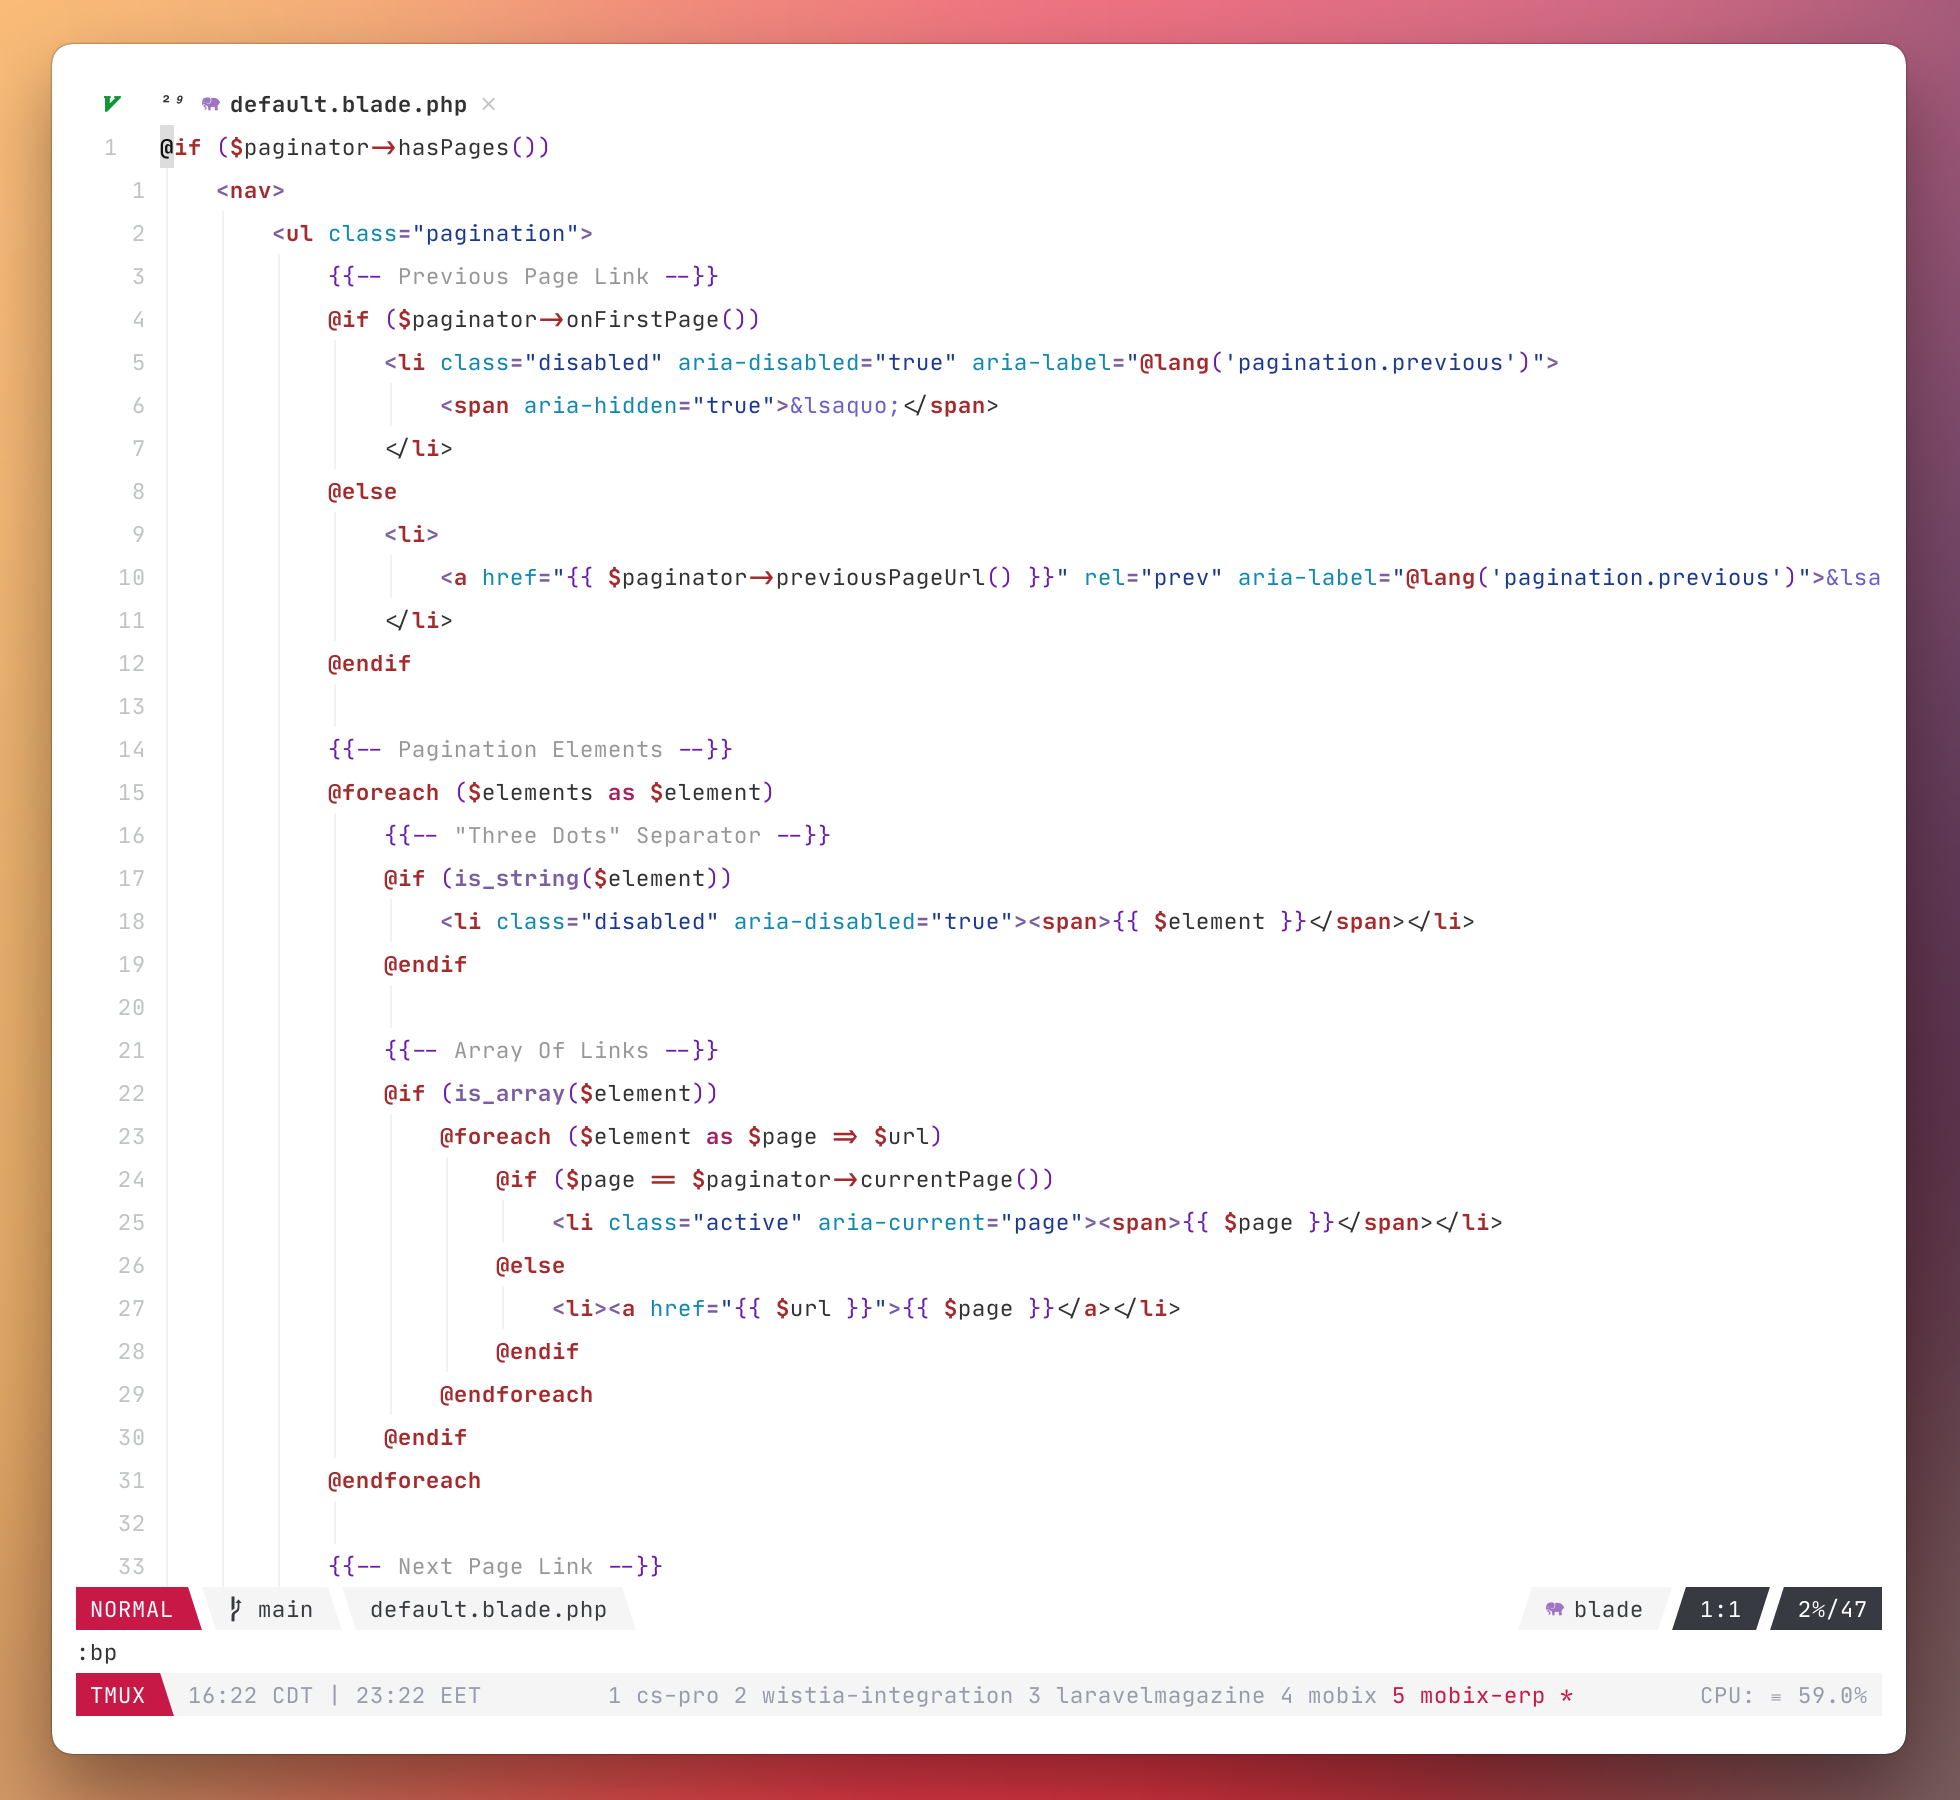 ²⁹ default.blade.php ×
1 @if ($paginator->hasPages())
1 <nav>
2 <ul class="pagination">
3 {{-- Previous Page Link --}}
4 @if ($paginator->onFirstPage())
5 <li class="disabled" aria-disabled="true" aria-label="@lang('pagination.previous')">
6 <span aria-hidden="true">&lsaquo;</span>
7 </li>
8 @else
9 <li>
10 <a href="{{ $paginator->previousPageUrl() }}" rel="prev" aria-label="@lang('pagination.previous')">&lsa
11 </li>
12 @endif
13
14 {{-- Pagination Elements --}}
15 @foreach ($elements as $element)
16 {{-- "Three Dots" Separator --}}
17 @if (is_string($element))
18 <li class="disabled" aria-disabled="true"><span>{{ $element }}</span></li>
19 @endif
20
21 {{-- Array Of Links --}}
22 @if (is_array($element))
23 @foreach ($element as $page => $url)
24 @if ($page == $paginator->currentPage())
25 <li class="active" aria-current="page"><span>{{ $page }}</span></li>
26 @else
27 <li><a href="{{ $url }}">{{ $page }}</a></li>
28 @endif
29 @endforeach
30 @endif
31 @endforeach
32
33 {{-- Next Page Link --}}
NORMAL main default.blade.php blade 1:1 2%/47
:bp
TMUX 16:22 CDT | 23:22 EET 1 cs-pro 2 wistia-integration 3 laravelmagazine 4 mobix 5 mobix-erp * CPU: = 59.0%